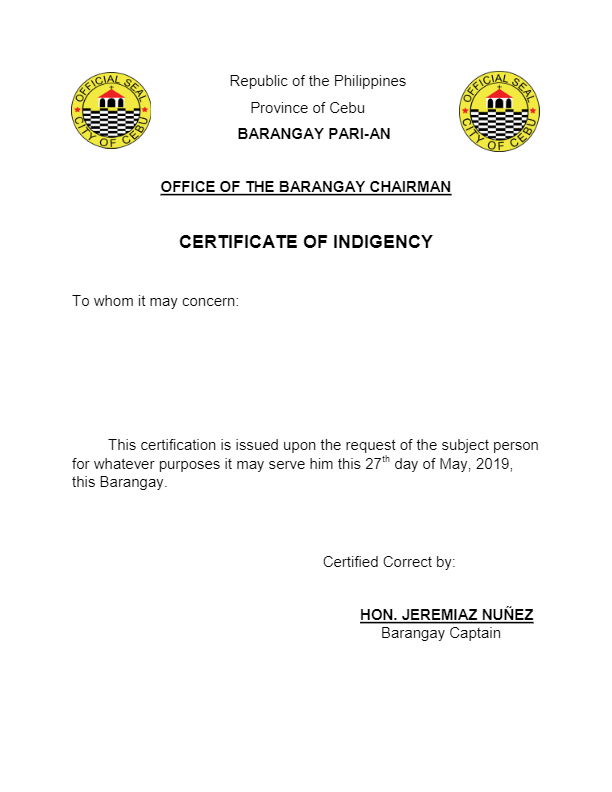 OFFICIAL SEAL
CITY OF CEBU
Republic of the Philippines
Province of Cebu
BARANGAY PARI-AN
OFFICIAL SEAL
CITY OF CEBU
OFFICE OF THE BARANGAY CHAIRMAN
CERTIFICATE OF INDIGENCY
To whom it may concern:
This certification is issued upon the request of the subject person
for whatever purposes it may serve him this 27th day of May, 2019,
this Barangay.
Certified Correct by:
HON. JEREMIAZ NUÑEZ
Barangay Captain